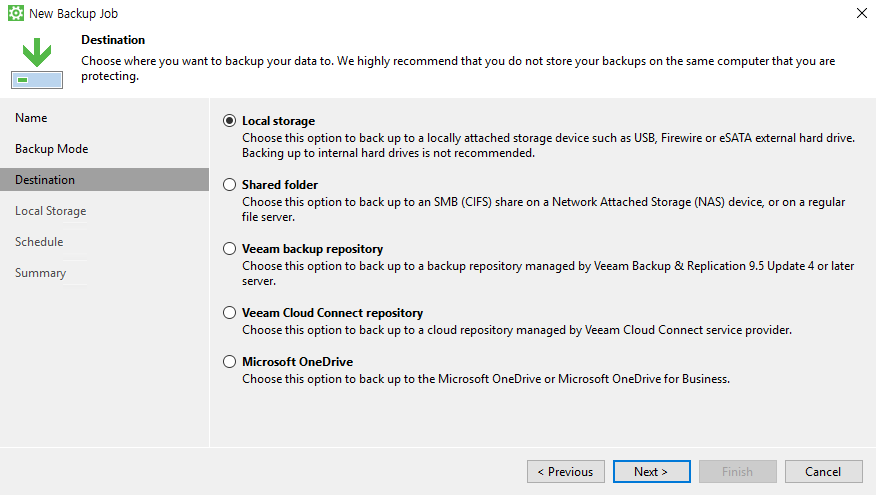 New Backup Job
Destination
Choose where you want to backup your data to. We highly recommend that you do not store your backups on the same computer that you are
protecting.
Name
Backup Mode
Destination
Local Storage
Schedule
Summary
Local storage
Choose this option to back up to a locally attached storage device such as USB, Firewire or eSATA external hard drive.
Backing up to internal hard drives is not recommended.
Shared folder
Choose this option to back up to an SMB (CIFS) share on a Network Attached Storage (NAS) device, or on a regular
file server.
Veeam backup repository
Choose this option to back up to a backup repository managed by Veeam Backup & Replication 9.5 Update 4 or later
server.
Veeam Cloud Connect repository
Choose this option to back up to a cloud repository managed by Veeam Cloud Connect service provider.
Microsoft OneDrive
Choose this option to back up to the Microsoft OneDrive or Microsoft OneDrive for Business.
< Previous
Next >
Finish
Cancel